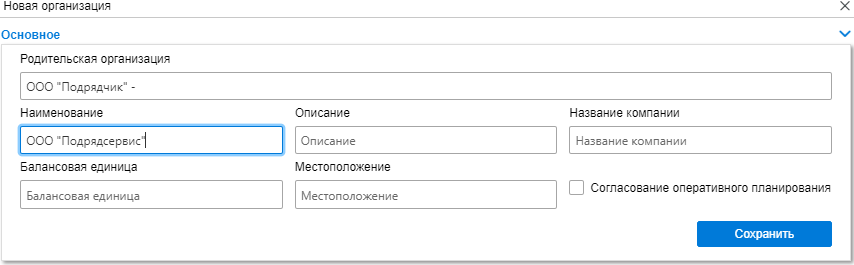 Новая организация
Основное
Родительская организация
ООО "Подрядчик" -
Наименование Описание Название компании
ООО "Подрядсервис" Описание Название компании
Балансовая единица Местоположение
Балансовая единица Местоположение Согласование оперативного планирования
Сохранить